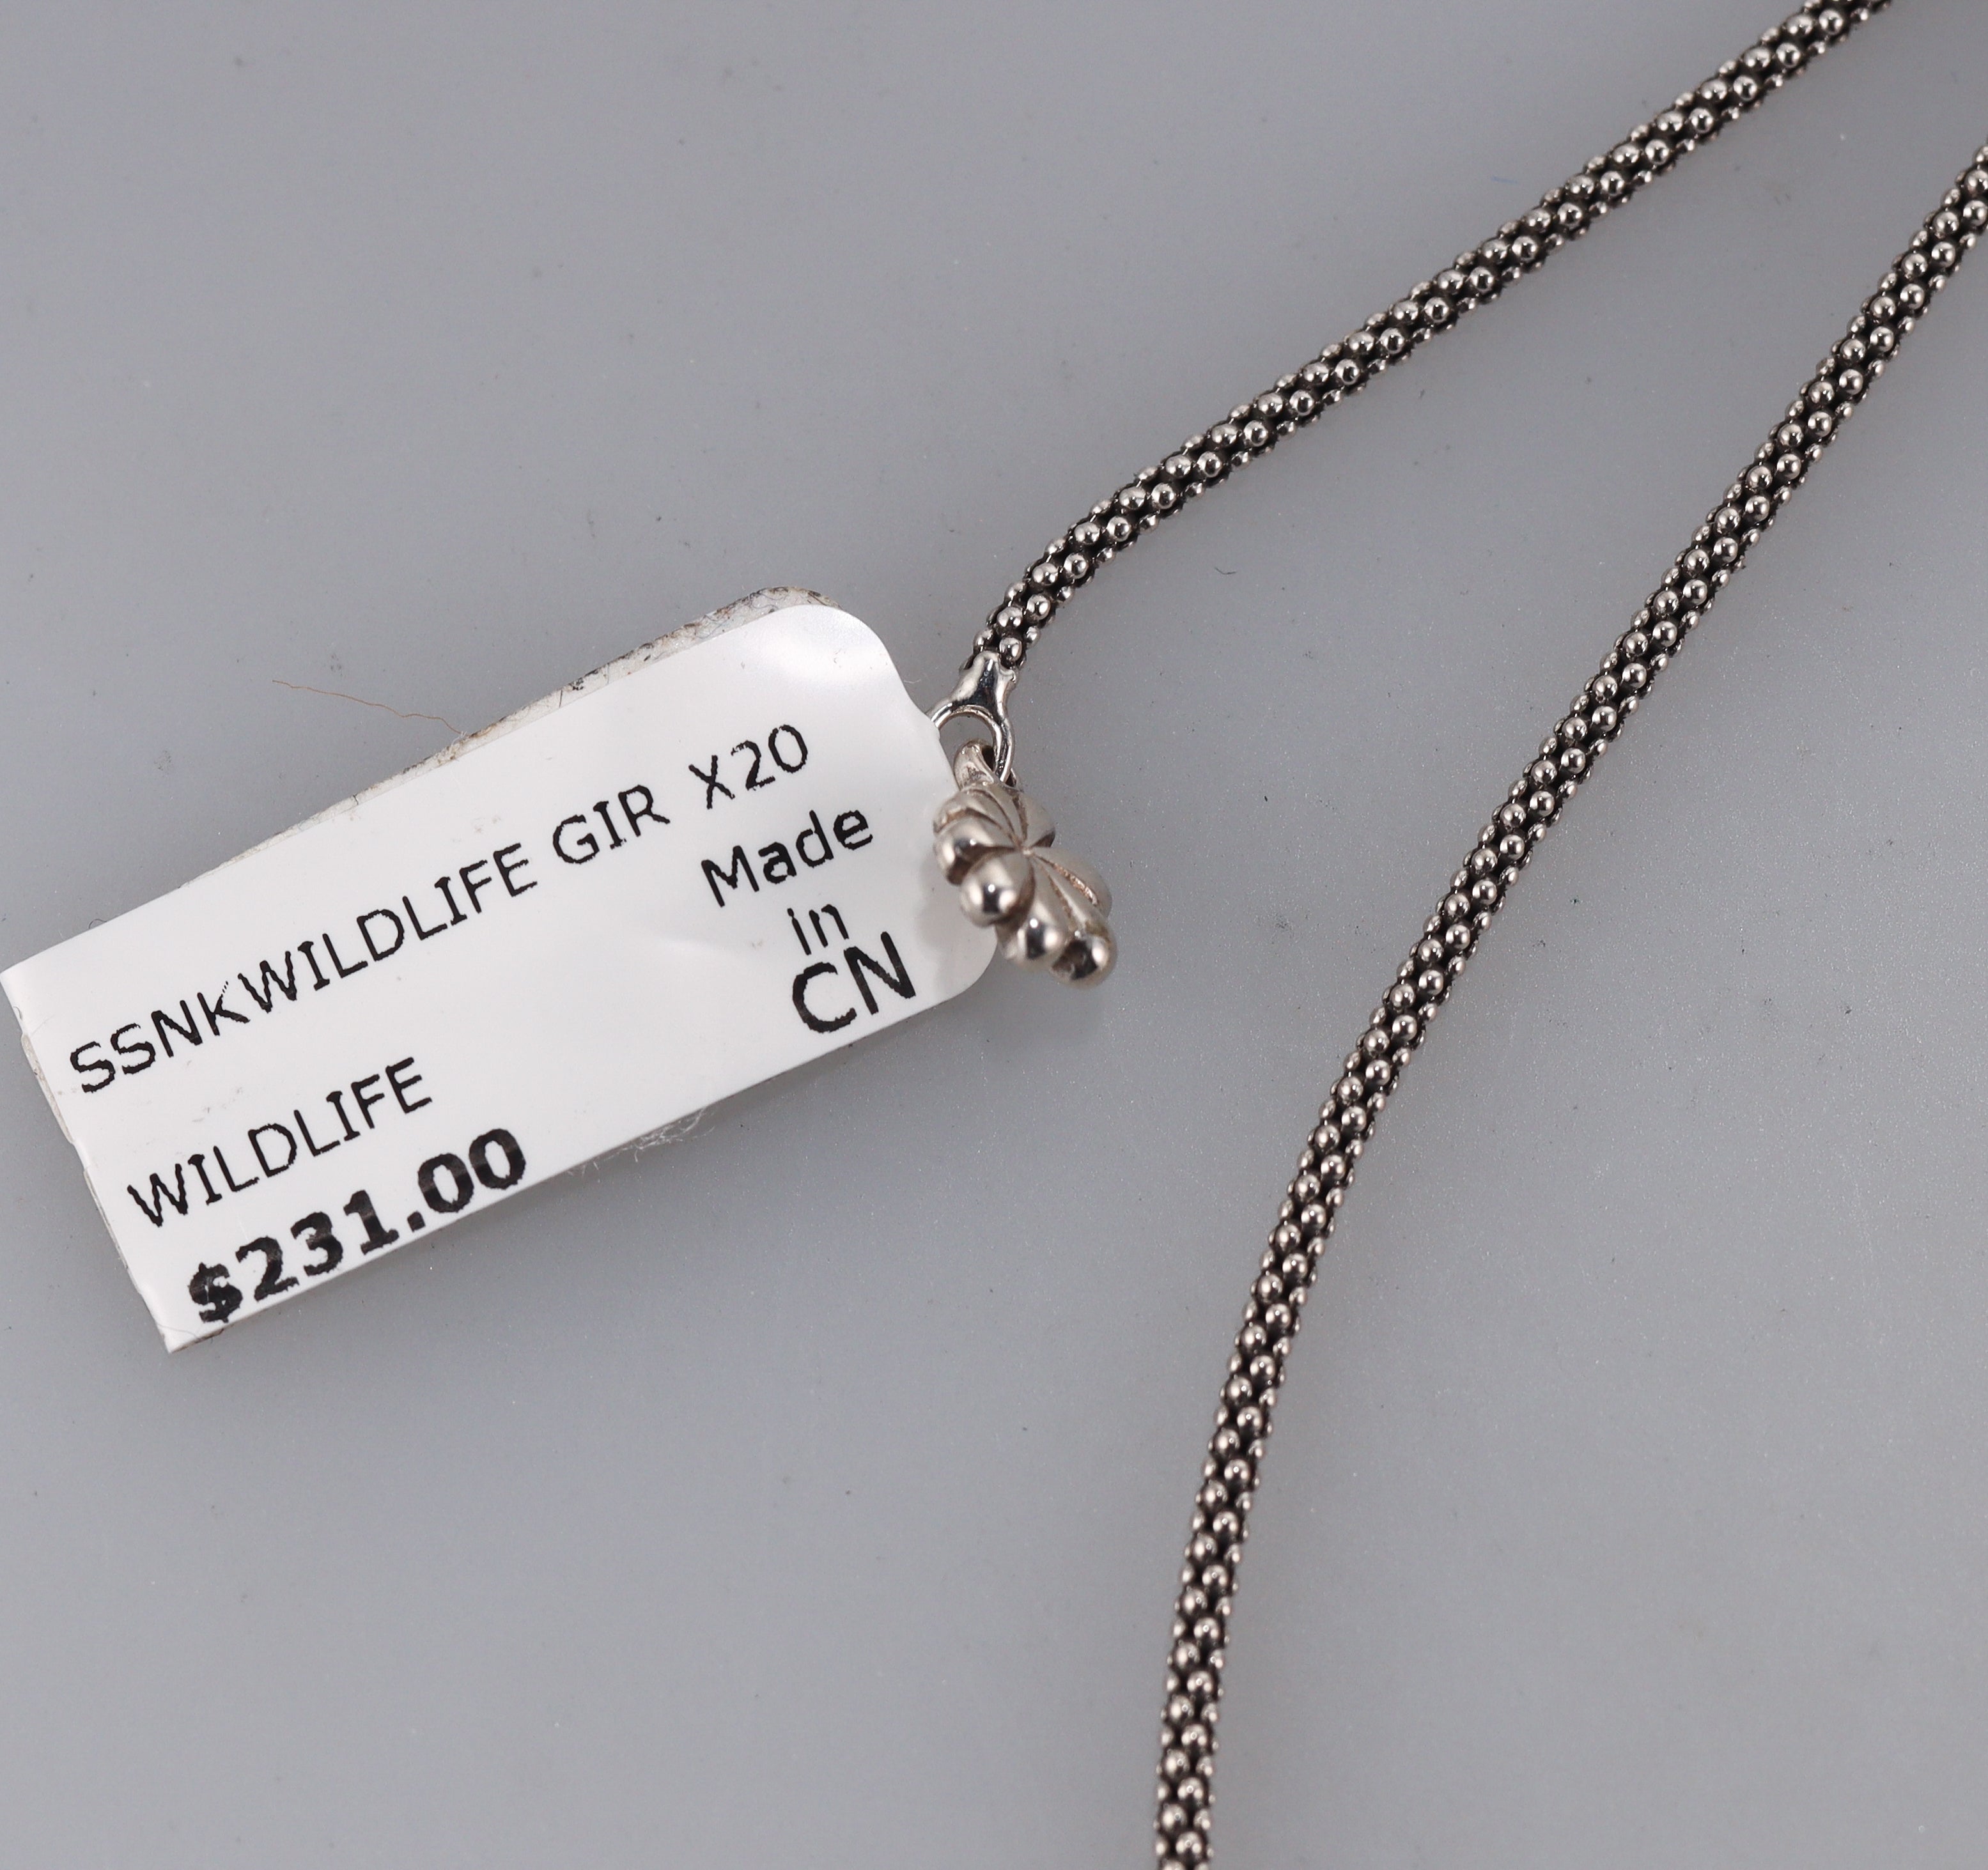 SSNKWILDLIFE GIR X20
Made
in
CN
WILDLIFE
$231.00